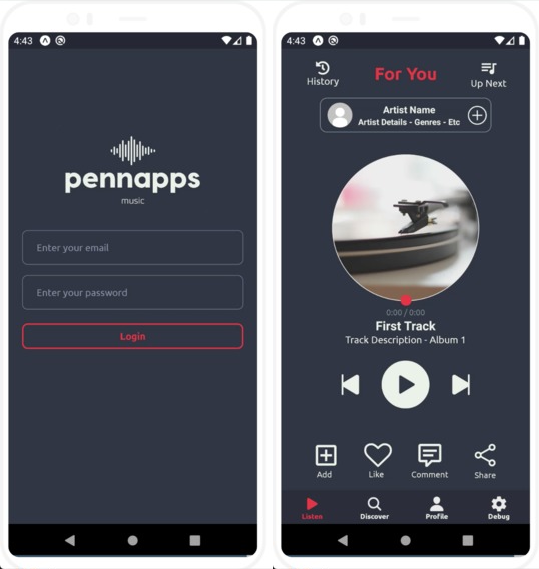 4:43
pennapps
music
Enter your email
Enter your password
Login
4:43
History
For You
Up Next
Artist Name
Artist Details - Genres - Etc
0:00 / 0:00
First Track
Track Description - Album 1
Add
Like
Comment
Share
Listen
Discover
Profile
Debug